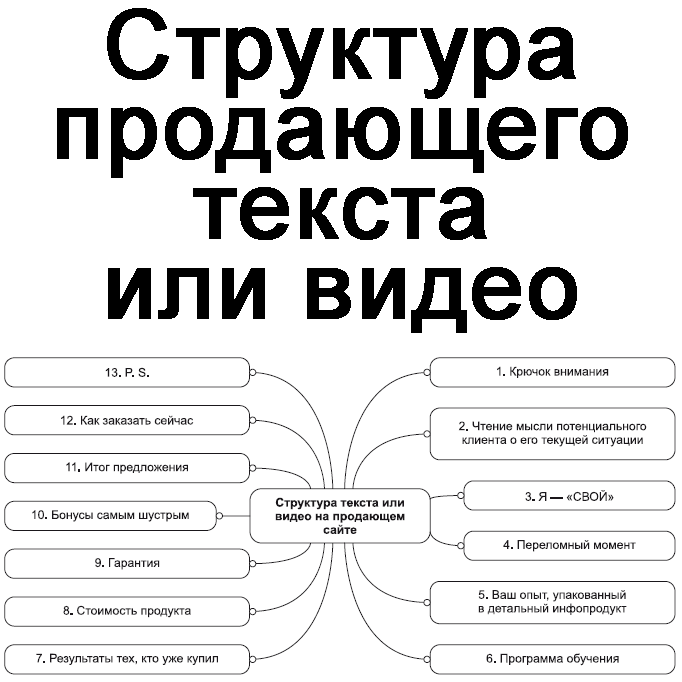 Структура
продающего
текста
или видео
Структура текста или
видео на продающем
сайте
1. Крючок внимания
2. Чтение мысли потенциального
клиента о его текущей ситуации
3. Я — «СВОЙ»
4. Переломный момент
5. Ваш опыт, упакованный
в детальный инфопродукт
6. Программа обучения
7. Результаты тех, кто уже купил
8. Стоимость продукта
9. Гарантия
10. Бонусы самым шустрым
11. Итог предложения
12. Как заказать сейчас
13. P. S.